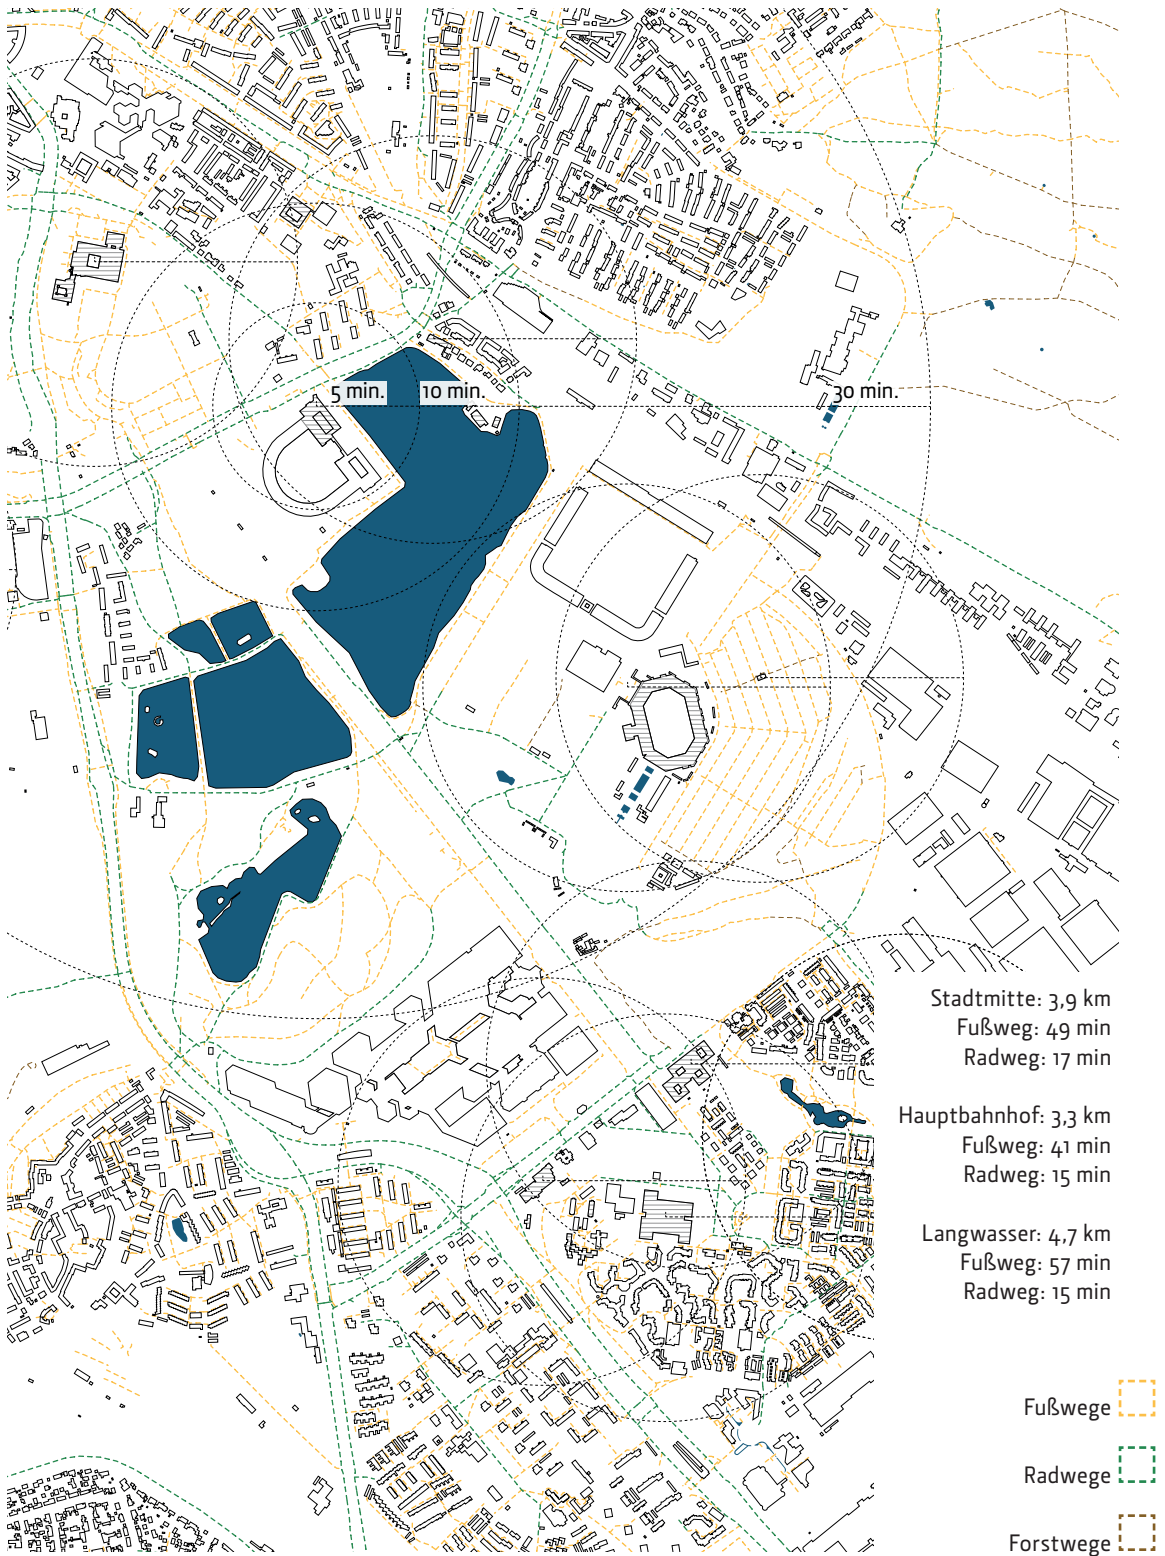 5 min.
10 min.
30 min.
Stadtmitte: 3,9 km
Fußweg: 49 min
Radweg: 17 min
Hauptbahnhof: 3,3 km
Fußweg: 41 min
Radweg: 15 min
Langwasser: 4,7 km
Fußweg: 57 min
Radweg: 15 min
Fußwege
Radwege
Forstwege